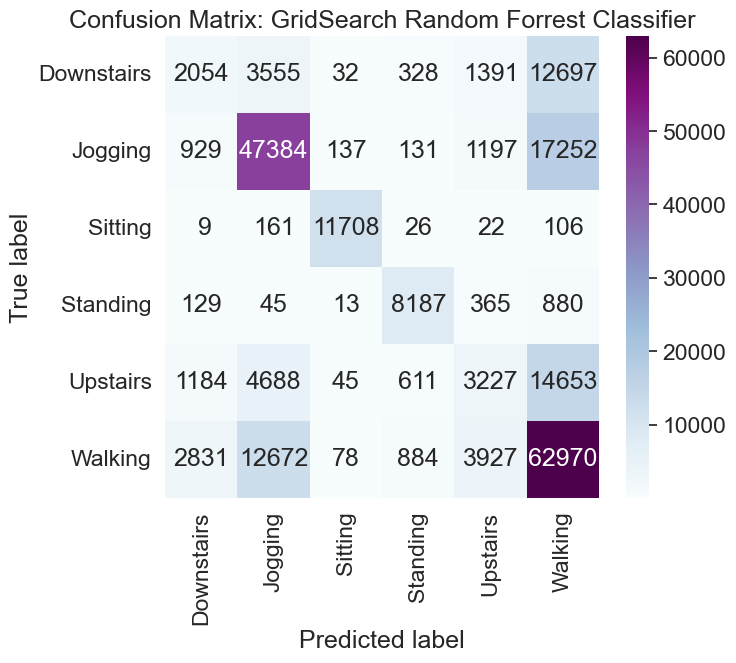 Confusion Matrix: GridSearch Random Forrest Classifier
True label
Downstairs 2054 3555 32 328 1391 12697
Jogging 929 47384 137 131 1197 17252
Sitting 9 161 11708 26 22 106
Standing 129 45 13 8187 365 880
Upstairs 1184 4688 45 611 3227 14653
Walking 2831 12672 78 884 3927 62970
Downstairs Jogging Sitting Standing Upstairs Walking
Predicted label
60000
50000
40000
30000
20000
10000